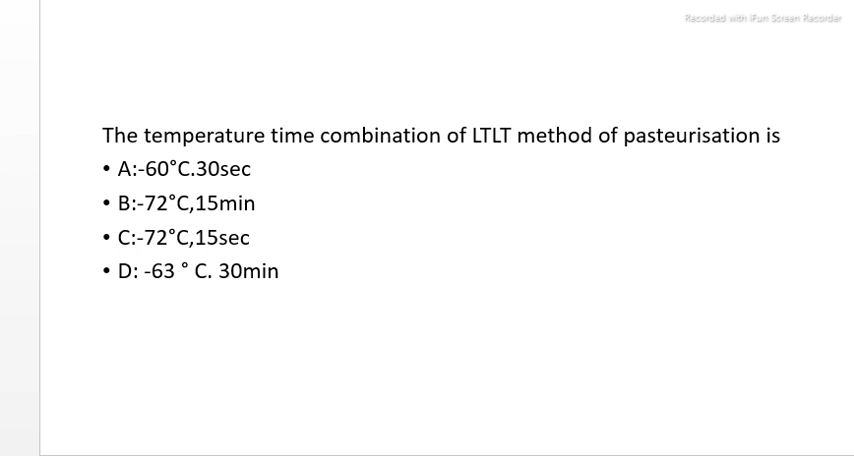 Recorded with iFun Screen Recorder
The temperature time combination of LTLT method of pasteurisation is
• A:-60°C.30sec
• B:-72°C,15min
• C:-72°C,15sec
• D: -63 ° C. 30min